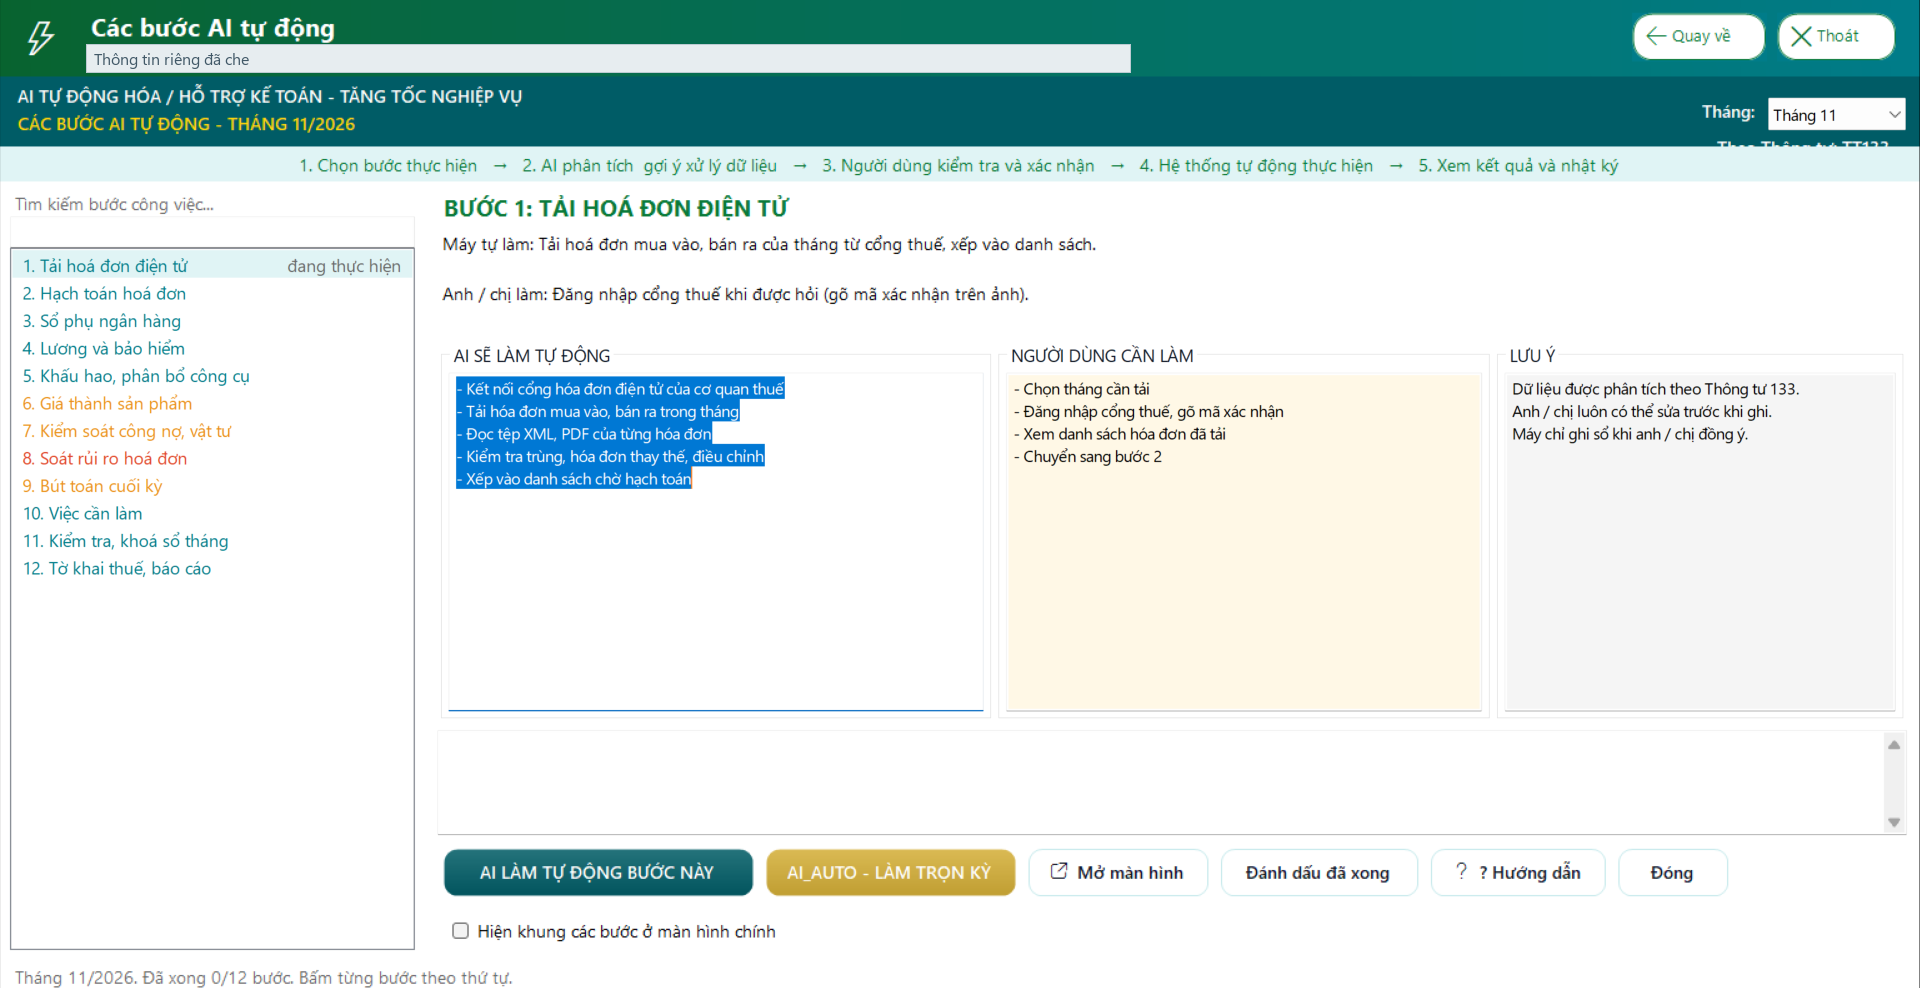 Các bước AI tự động
Thông tin riêng đã che
Quay về
Thoát
AI TỰ ĐỘNG HÓA / HỖ TRỢ KẾ TOÁN - TĂNG TỐC NGHIỆP VỤ
CÁC BƯỚC AI TỰ ĐỘNG - THÁNG 11/2026
Tháng:
Tháng 11
1. Chọn bước thực hiện → 2. AI phân tích gợi ý xử lý dữ liệu → 3. Người dùng kiểm tra và xác nhận → 4. Hệ thống tự động thực hiện → 5. Xem kết quả và nhật ký
Tìm kiếm bước công việc...
1. Tải hoá đơn điện tử đang thực hiện
2. Hạch toán hoá đơn
3. Sổ phụ ngân hàng
4. Lương và bảo hiểm
5. Khấu hao, phân bổ công cụ
6. Giá thành sản phẩm
7. Kiểm soát công nợ, vật tư
8. Soát rủi ro hoá đơn
9. Bút toán cuối kỳ
10. Việc cần làm
11. Kiểm tra, khoá sổ tháng
12. Tờ khai thuế, báo cáo
BƯỚC 1: TẢI HOÁ ĐƠN ĐIỆN TỬ
Máy tự làm: Tải hoá đơn mua vào, bán ra của tháng từ cổng thuế, xếp vào danh sách.
Anh / chị làm: Đăng nhập cổng thuế khi được hỏi (gõ mã xác nhận trên ảnh).
AI SẼ LÀM TỰ ĐỘNG
- Kết nối cổng hóa đơn điện tử của cơ quan thuế
- Tải hóa đơn mua vào, bán ra trong tháng
- Đọc tệp XML, PDF của từng hóa đơn
- Kiểm tra trùng, hóa đơn thay thế, điều chỉnh
- Xếp vào danh sách chờ hạch toán
NGƯỜI DÙNG CẦN LÀM
- Chọn tháng cần tải
- Đăng nhập cổng thuế, gõ mã xác nhận
- Xem danh sách hóa đơn đã tải
- Chuyển sang bước 2
LƯU Ý
Dữ liệu được phân tích theo Thông tư 133.
Anh / chị luôn có thể sửa trước khi ghi.
Máy chỉ ghi sổ khi anh / chị đồng ý.
AI LÀM TỰ ĐỘNG BƯỚC NÀY
AI_AUTO - LÀM TRỌN KỲ
Mở màn hình
Đánh dấu đã xong
? ? Hướng dẫn
Đóng
Hiện khung các bước ở màn hình chính
Tháng 11/2026. Đã xong 0/12 bước. Bấm từng bước theo thứ tự.